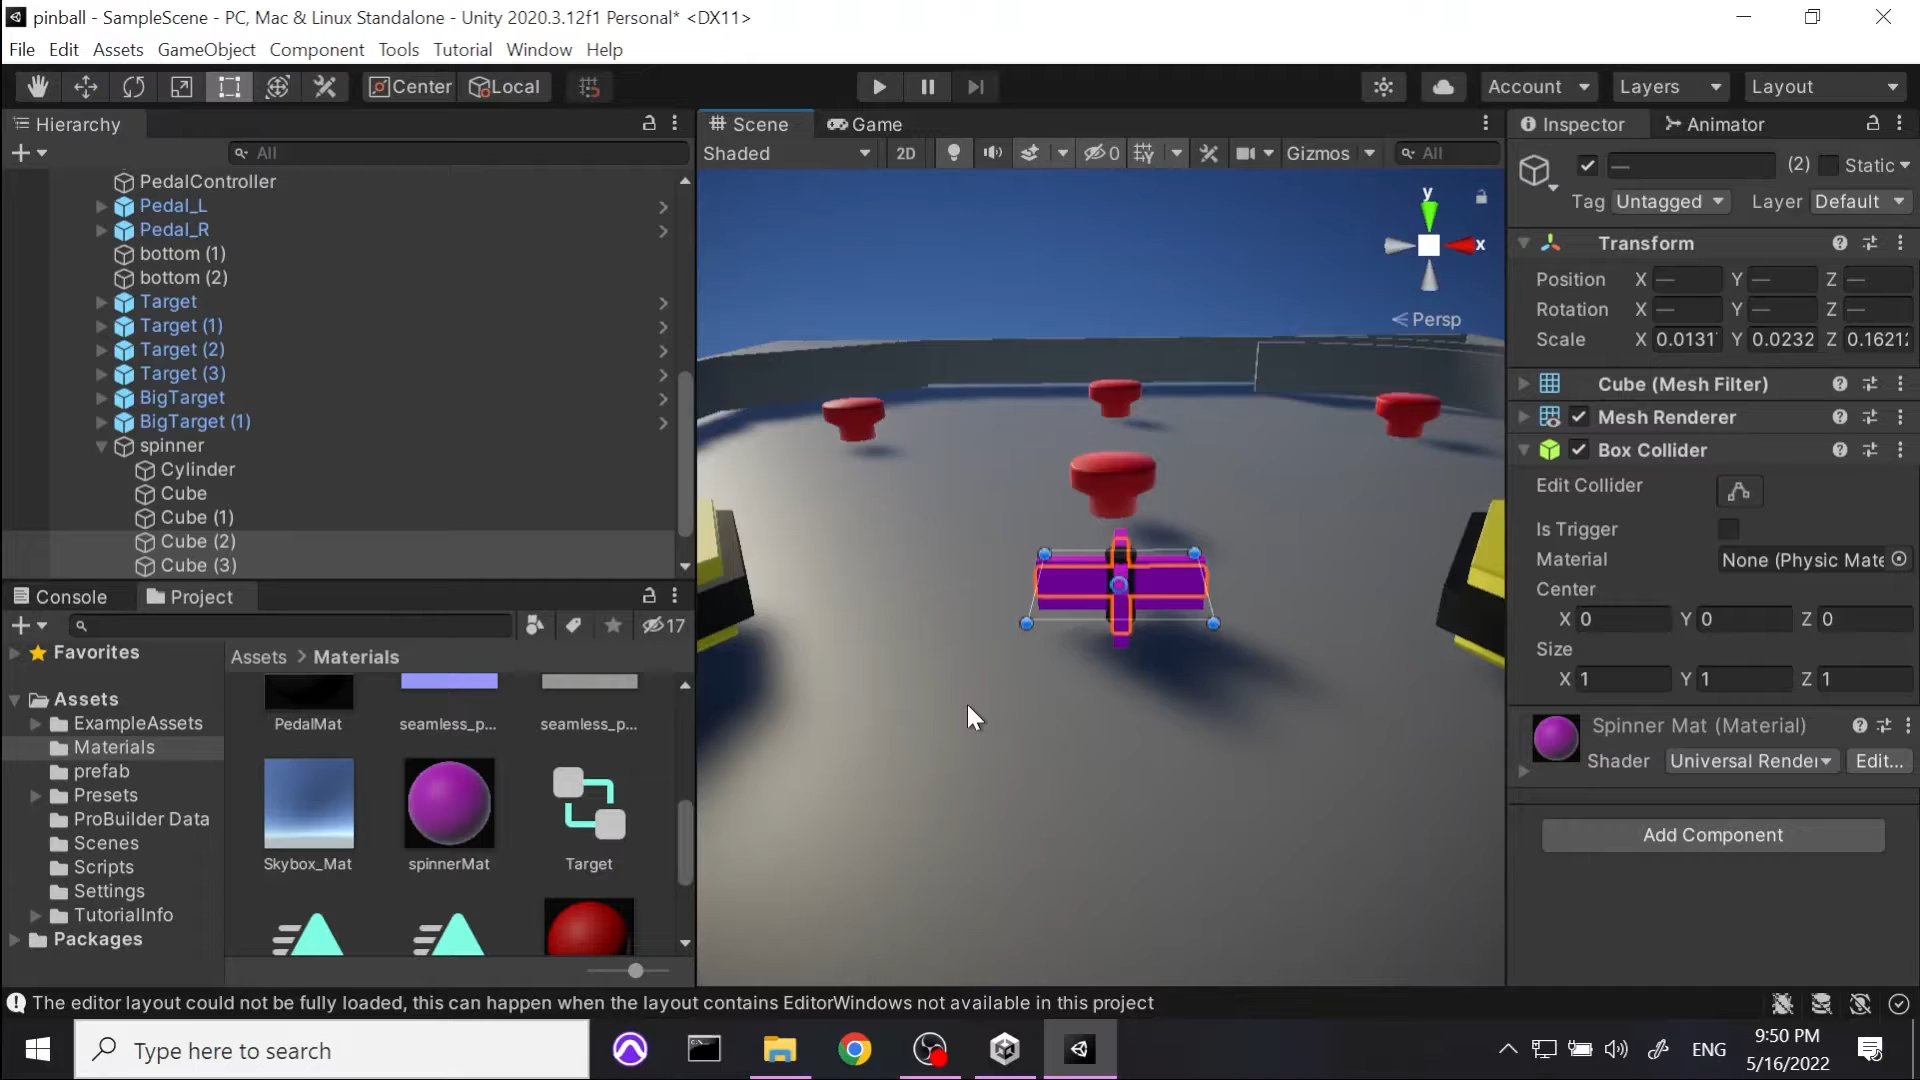 pinball - SampleScene - PC, Mac & Linux Standalone - Unity 2020.3.12f1 Personal* <DX11>
File Edit Assets GameObject Component Tools Tutorial Window Help
Center Local Account Layers Layout
Hierarchy
All
PedalController
Pedal_L
Pedal_R
bottom (1)
bottom (2)
Target
Target (1)
Target (2)
Target (3)
BigTarget
BigTarget (1)
spinner
Cylinder
Cube
Cube (1)
Cube (2)
Cube (3)
Console Project
17
Favorites
Assets
ExampleAssets
Materials
prefab
Presets
ProBuilder Data
Scenes
Scripts
Settings
TutorialInfo
Packages
Assets > Materials
PedalMat seamless_p... seamless_p...
Skybox_Mat spinnerMat Target
Scene Game
Shaded 2D 0 Gizmos All
y
x
Persp
Inspector Animator
— (2) Static
Tag Untagged Layer Default
Transform
Position X — Y — Z —
Rotation X — Y — Z —
Scale X 0.0131 Y 0.0232 Z 0.1621
Cube (Mesh Filter)
Mesh Renderer
Box Collider
Edit Collider
Is Trigger
Material None (Physic Mate
Center
X 0 Y 0 Z 0
Size
X 1 Y 1 Z 1
Spinner Mat (Material)
Shader Universal Render Edit...
Add Component
The editor layout could not be fully loaded, this can happen when the layout contains EditorWindows not available in this project
Type here to search
ENG
9:50 PM
5/16/2022